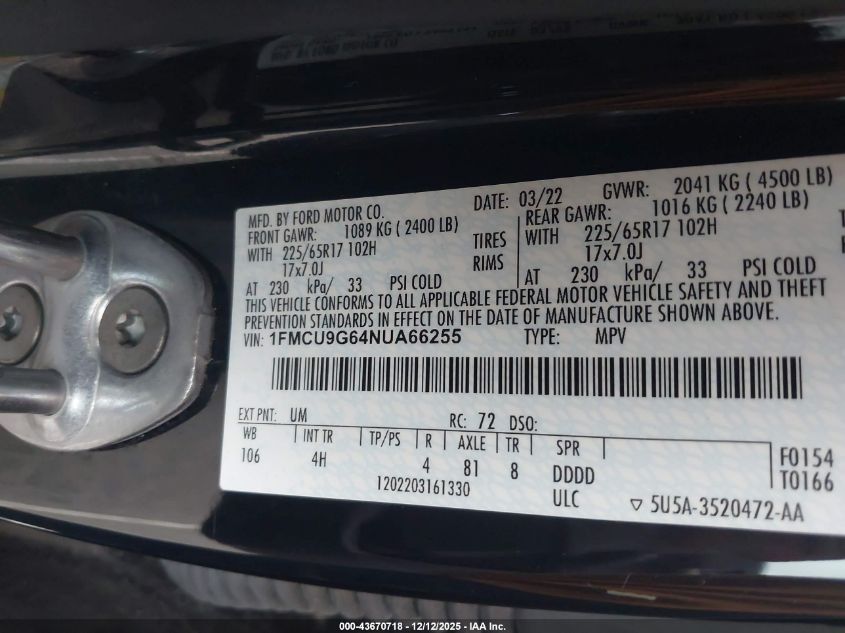 MFD. BY FORD MOTOR CO. DATE: 03/22 GVWR: 2041 KG ( 4500 LB)
FRONT GAWR: 1089 KG ( 2400 LB) REAR GAWR: 1016 KG ( 2240 LB)
WITH 225/65R17 102H TIRES WITH 225/65R17 102H
17x7.0J RIMS 17x7.0J
AT 230 kPa/ 33 PSI COLD AT 230 kPa/ 33 PSI COLD
THIS VEHICLE CONFORMS TO ALL APPLICABLE FEDERAL MOTOR VEHICLE SAFETY AND THEFT
PREVENTION STANDARDS IN EFFECT ON THE DATE OF MANUFACTURE SHOWN ABOVE.
VIN: 1FMCU9G64NUA66255 TYPE: MPV
EXT PNT: UM RC: 72 DSO:
WB INT TR TP/PS R AXLE TR SPR
106 4H 4 81 8 DDDD
F0154
T0166
1202203161330 ULC ▽ 5U5A-3520472-AA
000-43670718 - 12/12/2025 - IAA Inc.